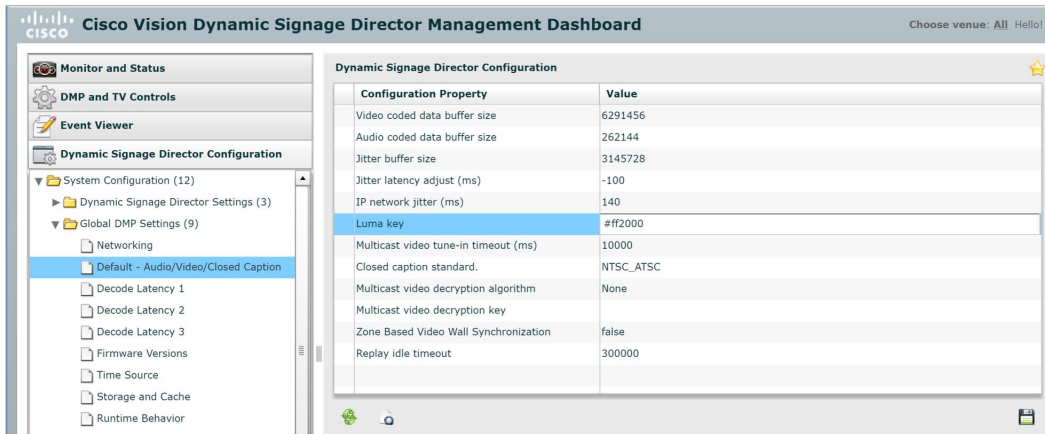 CISCO
Cisco Vision Dynamic Signage Director Management Dashboard
Choose venue: All Hello!
Monitor and Status
DMP and TV Controls
Event Viewer
Dynamic Signage Director Configuration
System Configuration (12)
Dynamic Signage Director Settings (3)
Global DMP Settings (9)
Networking
Default - Audio/Video/Closed Caption
Decode Latency 1
Decode Latency 2
Decode Latency 3
Firmware Versions
Time Source
Storage and Cache
Runtime Behavior
Dynamic Signage Director Configuration
Configuration Property Value
Video coded data buffer size 6291456
Audio coded data buffer size 262144
Jitter buffer size 3145728
Jitter latency adjust (ms) -100
IP network jitter (ms) 140
Luma key #ff2000
Multicast video tune-in timeout (ms) 10000
Closed caption standard. NTSC_ATSC
Multicast video decryption algorithm None
Multicast video decryption key
Zone Based Video Wall Synchronization false
Replay idle timeout 300000